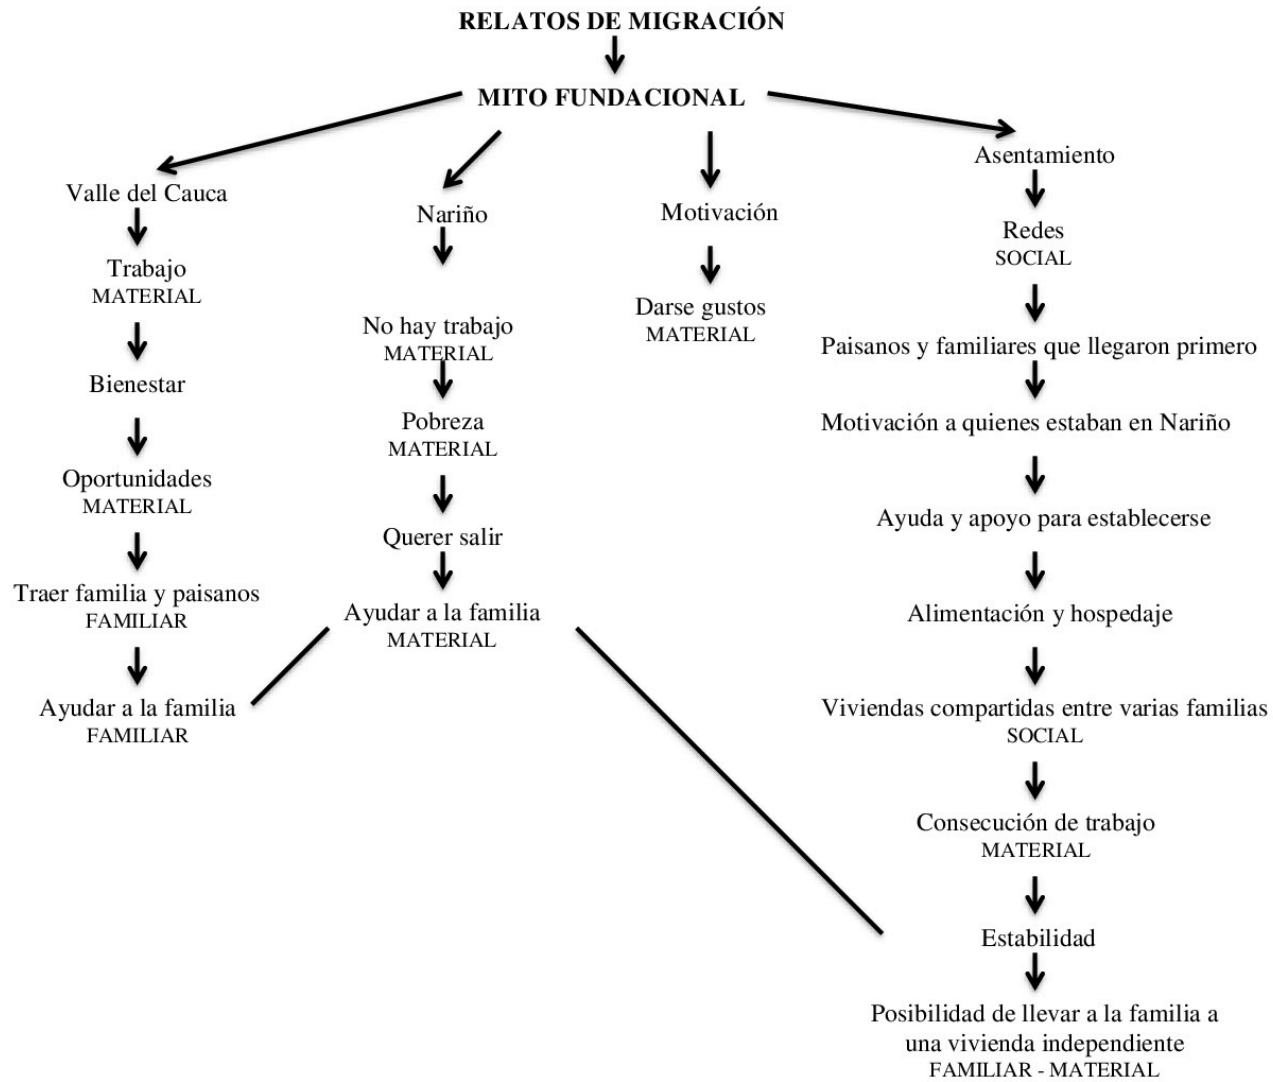 RELATOS DE MIGRACIÓN
MITO FUNDACIONAL
Valle del Cauca
Trabajo
MATERIAL
Bienestar
Oportunidades
MATERIAL
Traer familia y paisanos
FAMILIAR
Ayudar a la familia
FAMILIAR
Nariño
No hay trabajo
MATERIAL
Pobreza
MATERIAL
Querer salir
Ayudar a la familia
MATERIAL
Motivación
Darse gustos
MATERIAL
Asentamiento
Redes
SOCIAL
Paisanos y familiares que llegaron primero
Motivación a quienes estaban en Nariño
Ayuda y apoyo para establecerse
Alimentación y hospedaje
Viviendas compartidas entre varias familias
SOCIAL
Consecución de trabajo
MATERIAL
Estabilidad
Posibilidad de llevar a la familia a
una vivienda independiente
FAMILIAR - MATERIAL